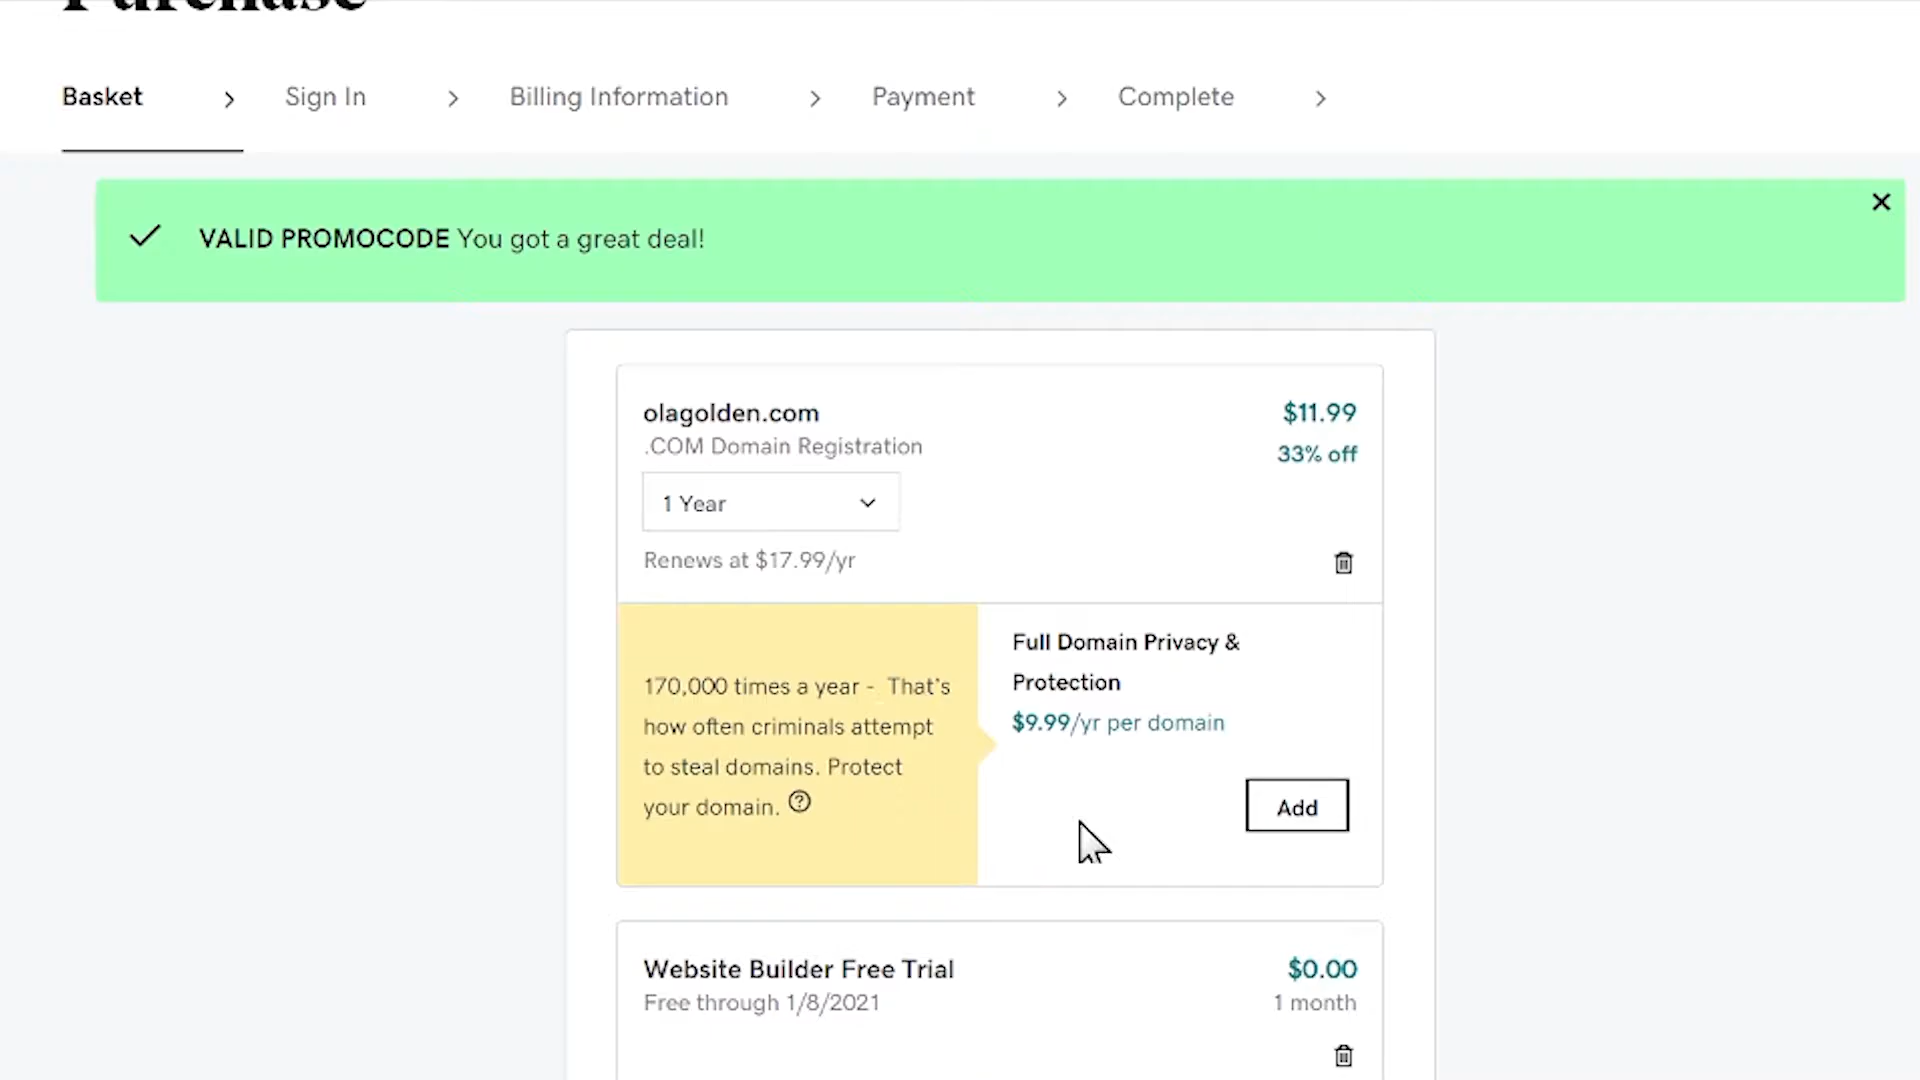 Purchase
Basket
Sign In
Billing Information
Payment
Complete
VALID PROMOCODE You got a great deal!
olagolden.com
$11.99
.COM Domain Registration
33% off
1 Year
Renews at $17.99/yr
170,000 times a year - That's
how often criminals attempt
to steal domains. Protect
your domain.
Full Domain Privacy &
Protection
$9.99/yr per domain
Add
Website Builder Free Trial
$0.00
Free through 1/8/2021
1 month